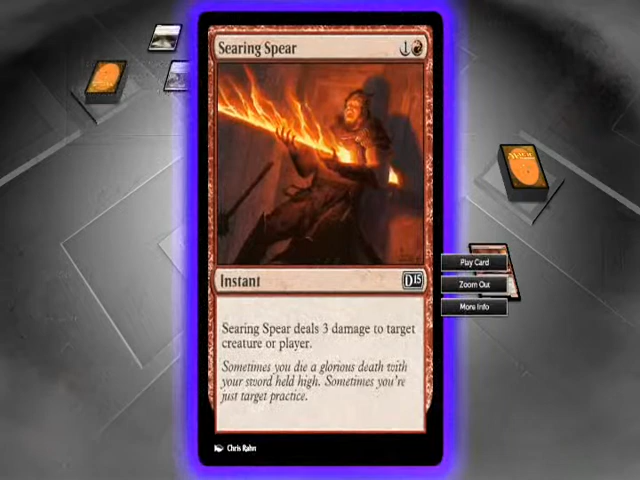 Searing Spear 1
Instant D15
Searing Spear deals 3 damage to target
creature or player.
Sometimes you die a glorious death with
your sword held high. Sometimes you're
just target practice.
Chris Rahn
MAGIC
Play Card
Zoom Out
More Info